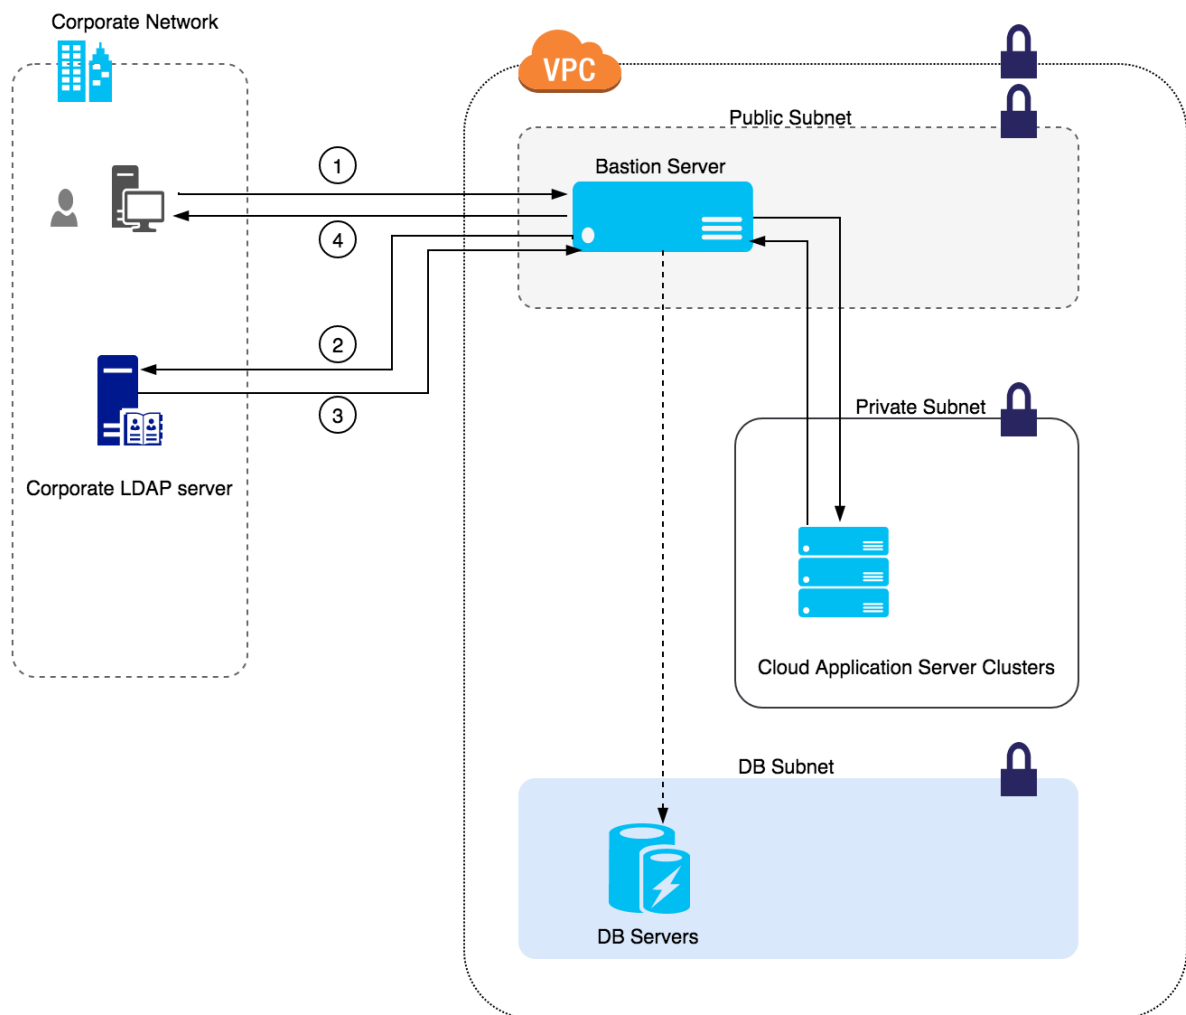 Corporate Network
VPC
Public Subnet
Bastion Server
1
4
2
3
Private Subnet
Corporate LDAP server
Cloud Application Server Clusters
DB Subnet
DB Servers